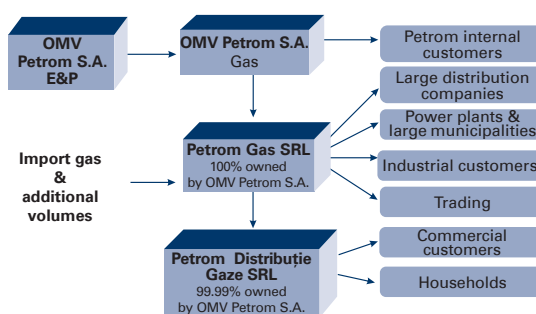 OMV
Petrom S.A.
E&P
OMV Petrom S.A.
Gas
Petrom internal
customers
Large distribution
companies
Power plants &
large municipalities
Petrom Gas SRL
100% owned
by OMV Petrom S.A.
Import gas
&
additional
volumes
Industrial customers
Trading
Petrom Distribuție
Gaze SRL
99.99% owned
by OMV Petrom S.A.
Commercial
customers
Households